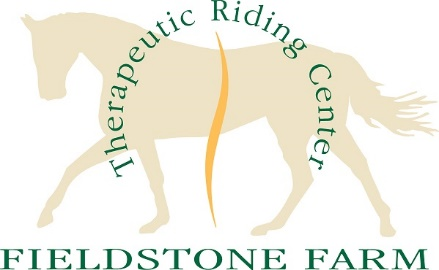 Therapeutic Riding Center
FIELDSTONE FARM